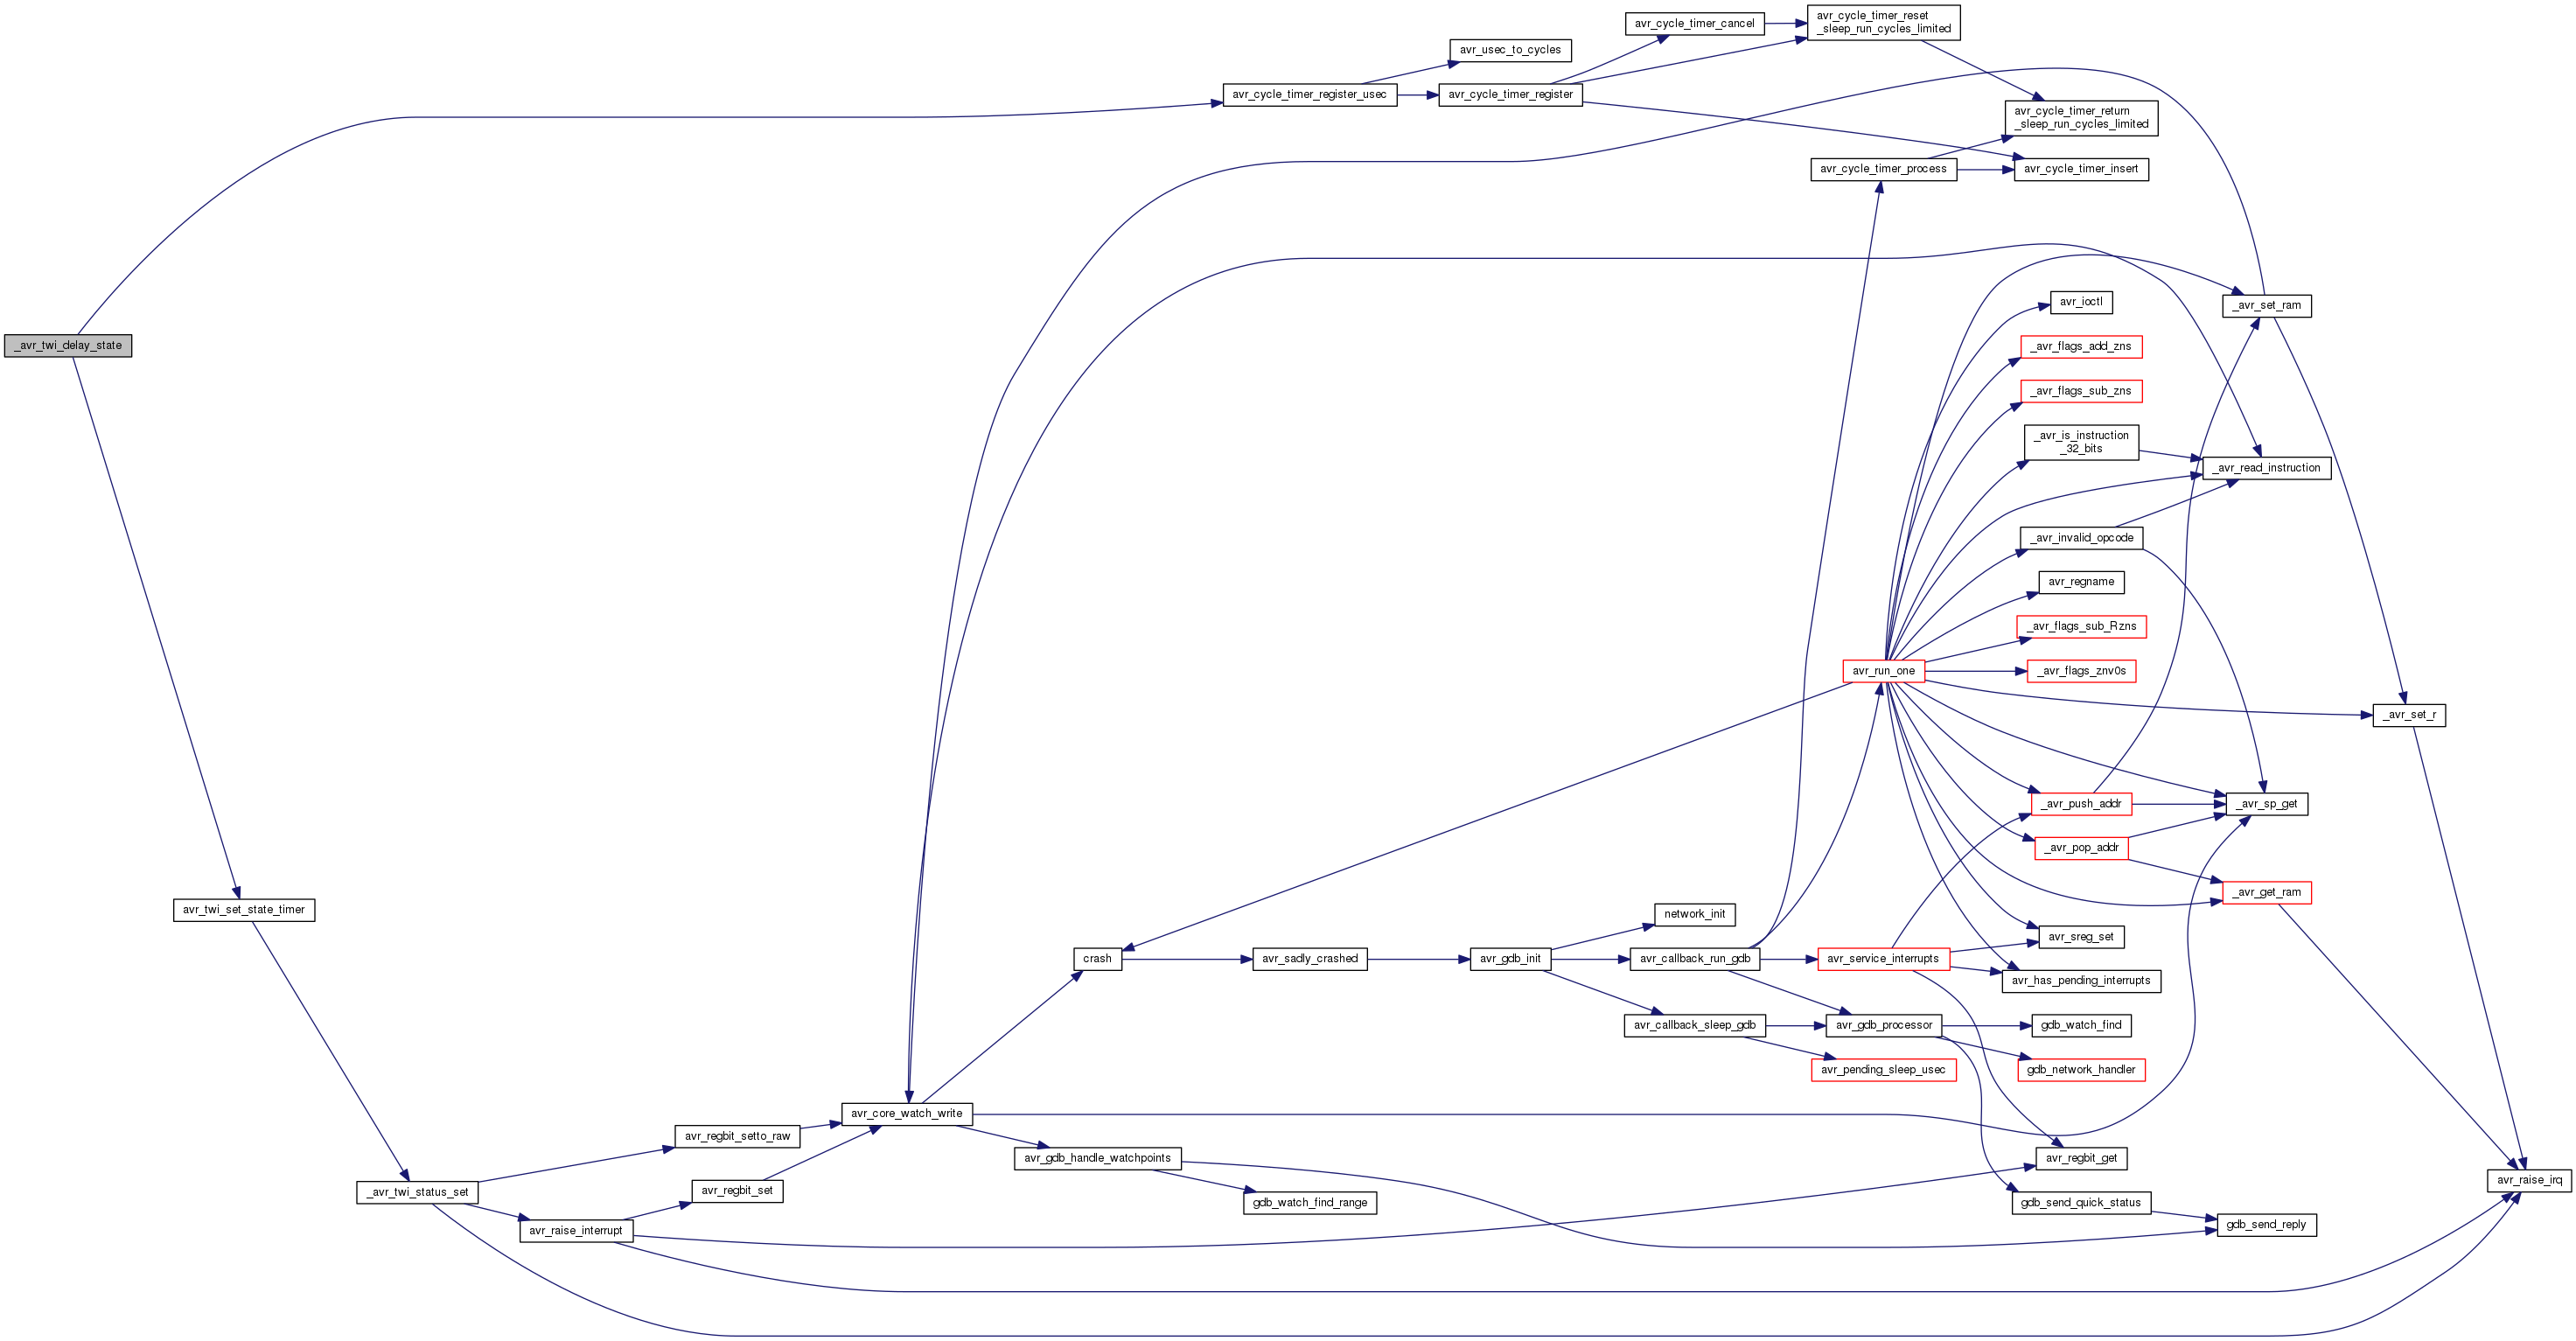 avr_cycle_timer_reset
_sleep_run_cycles_limited
avr_cycle_timer_cancel
avr_usec_to_cycles
avr_cycle_timer_register_usec
avr_cycle_timer_register
avr_cycle_timer_return
_sleep_run_cycles_limited
avr_cycle_timer_process
avr_cycle_timer_insert
avr_ioctl
_avr_set_ram
_avr_twi_delay_state
_avr_flags_add_zns
_avr_flags_sub_zns
_avr_is_instruction
_32_bits
_avr_read_instruction
_avr_invalid_opcode
avr_regname
_avr_flags_sub_Rzns
avr_run_one
_avr_flags_znv0s
_avr_set_r
_avr_push_addr
_avr_sp_get
_avr_pop_addr
_avr_get_ram
avr_twi_set_state_timer
network_init
avr_sreg_set
crash
avr_sadly_crashed
avr_gdb_init
avr_callback_run_gdb
avr_service_interrupts
avr_has_pending_interrupts
avr_callback_sleep_gdb
avr_gdb_processor
gdb_watch_find
avr_pending_sleep_usec
gdb_network_handler
avr_core_watch_write
avr_regbit_setto_raw
avr_gdb_handle_watchpoints
avr_regbit_get
avr_raise_irq
_avr_twi_status_set
avr_regbit_set
gdb_watch_find_range
gdb_send_quick_status
avr_raise_interrupt
gdb_send_reply